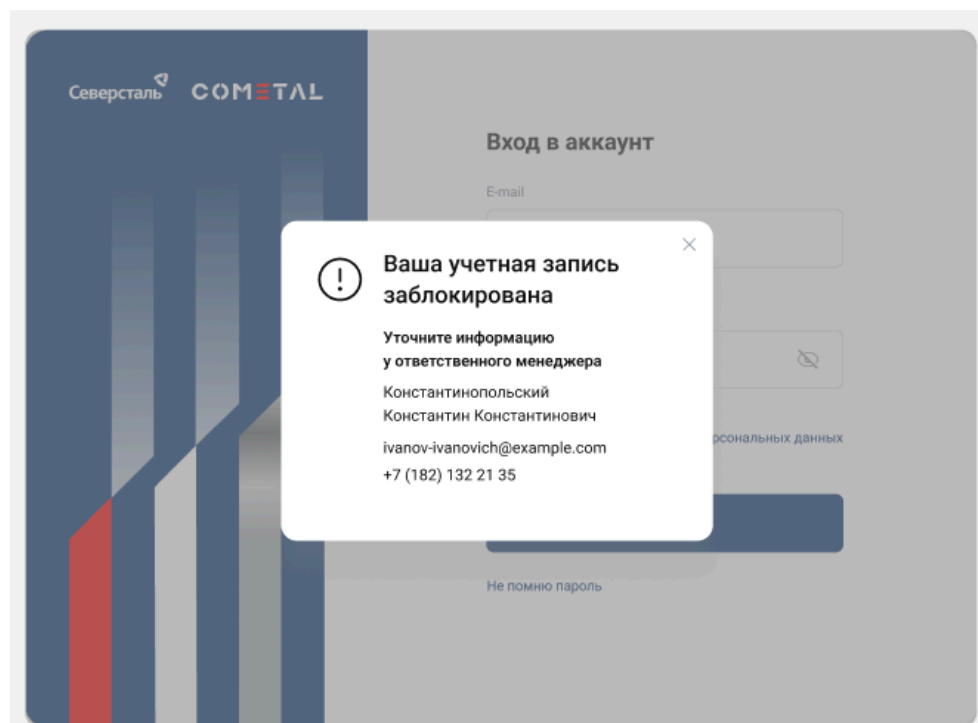 Северсталь COMETAL
Вход в аккаунт
E-mail
Ваша учетная запись
заблокирована
Уточните информацию
у ответственного менеджера
Константинопольский
Константин Константинович
ivanov-ivanovich@example.com
+7 (182) 132 21 35
данных
Не помню пароль